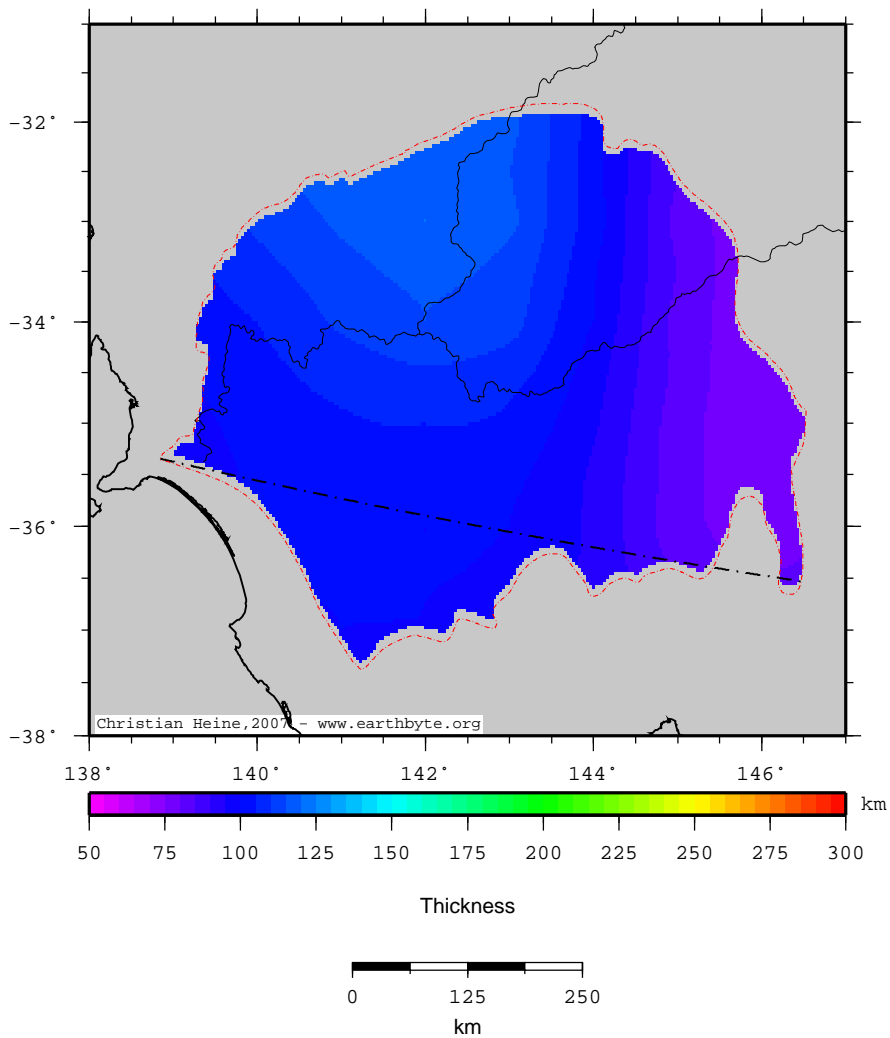 −32˚
−34˚
−36˚
−38˚
Christian Heine,2007 - www.earthbyte.org
138˚ 140˚ 142˚ 144˚ 146˚
km
50 75 100 125 150 175 200 225 250 275 300
Thickness
0 125 250
km